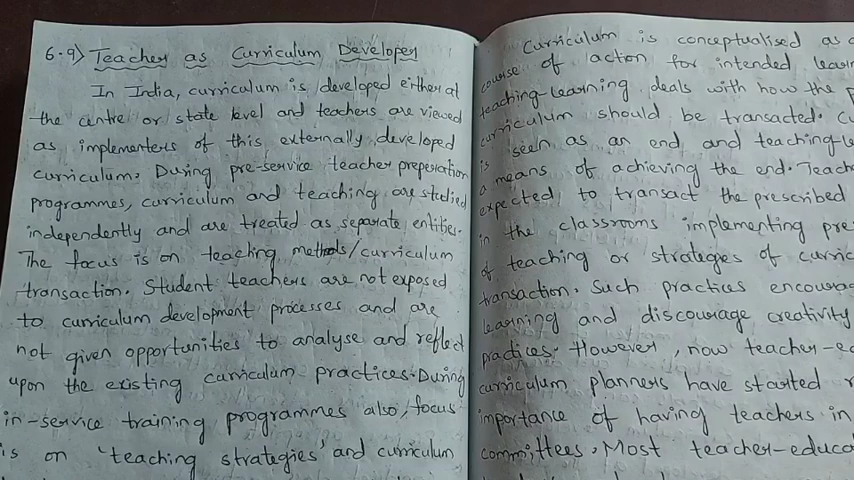 6.9) Teacher as Curriculum Developer
In India, curriculum is developed either at
the centre or state level and teachers are viewed
as implementers of this externally developed
curriculum. During pre-service teacher preperation
programmes, curriculum and teaching are studied
independently and are treated as separate entities.
The focus is on teaching methods/curriculum
transaction. Student teachers are not exposed
to curriculum development processes and are
not given opportunities to analyse and reflect
upon the existing curriculum practices. During
in-service training programmes also, focus
is on 'teaching strategies' and curriculum
Curriculum is conceptualised as a
course of action for intended learn
teaching-learning deals with how the p
curriculum should be transacted. Cu
is seen as an end, and teaching-le
a means of achieving the end. Teach
expected to transact the prescribed
in the classrooms implementing pre
of teaching or strategies of curric
transaction. Such practices encourag
learning and discourage creativity
practices. However, now teacher-ed
curriculum planners have started
importance of having teachers in
committees. Most teacher-educa